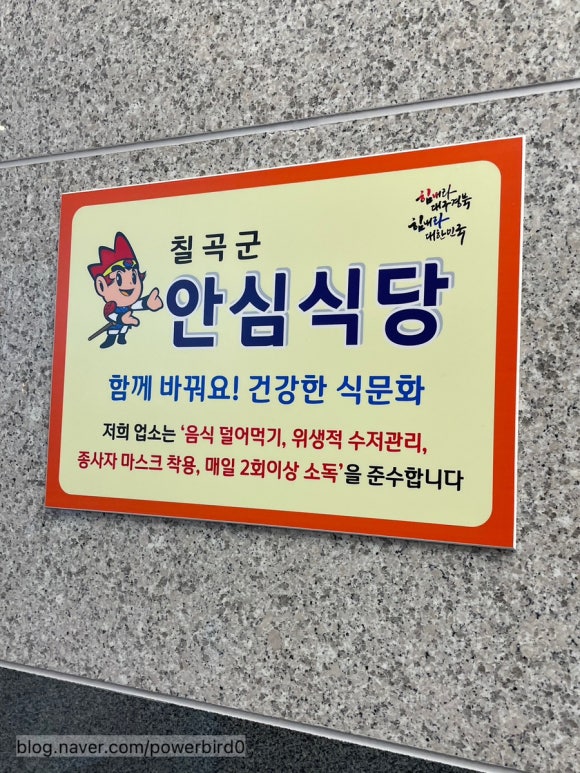 힘내라
대구경북
힘내라
대한민국
칠곡군
안심식당
함께 바꿔요! 건강한 식문화
저희 업소는 '음식 덜어먹기, 위생적 수저관리,
종사자 마스크 착용, 매일 2회이상 소독'을 준수합니다
blog.naver.com/powerbird0